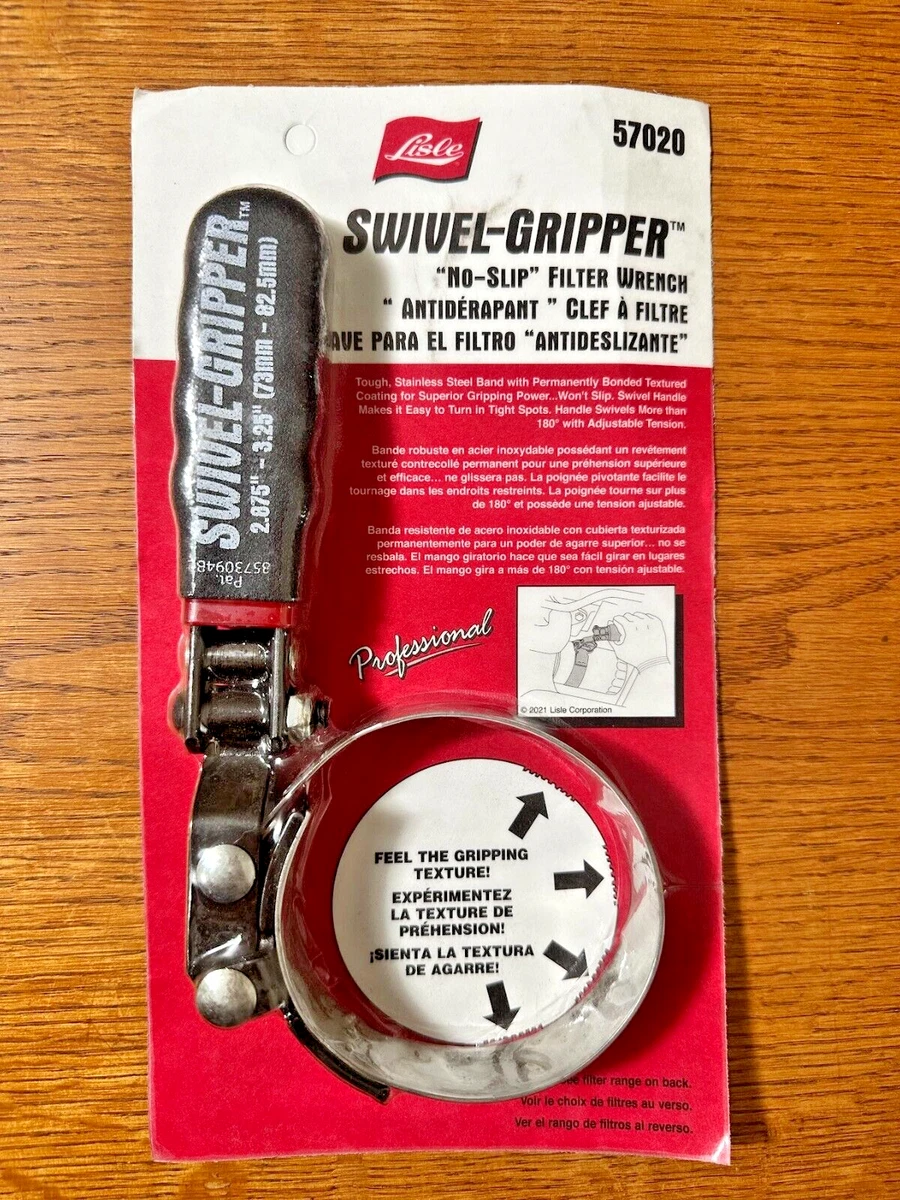 Lisle
57020
SWIVEL-GRIPPER™
"NO-SLIP" FILTER WRENCH
" ANTIDÉRAPANT " CLEF À FILTRE
PARA EL FILTRO "ANTIDESLIZANTE"
Tough, Stainless Steel Band with Permanently Bonded Textured
Coating for Superior Gripping Power...Won't Slip. Swivel Handle
Makes it Easy to Turn in Tight Spots. Handle Swivels More than
180° with Adjustable Tension.
Bande robuste en acier inoxydable possédant un revêtement
texturé contrecollé permanent pour une préhension supérieure
et efficace... ne glissera pas. La poignée pivotante facilite le
tournage dans les endroits restreints. La poignée tourne sur plus
de 180° et possède une tension ajustable.
Banda resistente de acero inoxidable con cubierta texturizada
permanentemente para un poder de agarre superior... no se
resbala. El mango giratorio hace que sea fácil girar en lugares
estrechos. El mango gira a más de 180° con tensión ajustable.
SWIVEL-GRIPPER™
2.875" - 3.25" (73mm - 82.5mm)
Pat.
8573094B
Professional
© 2021 Lisle Corporation
FEEL THE GRIPPING
TEXTURE!
EXPÉRIMENTEZ
LA TEXTURE DE
PRÉHENSION!
¡SIENTA LA TEXTURA
DE AGARRE!
see filter range on back.
Voir le choix de filtres au verso.
Ver el rango de filtros al reverso.